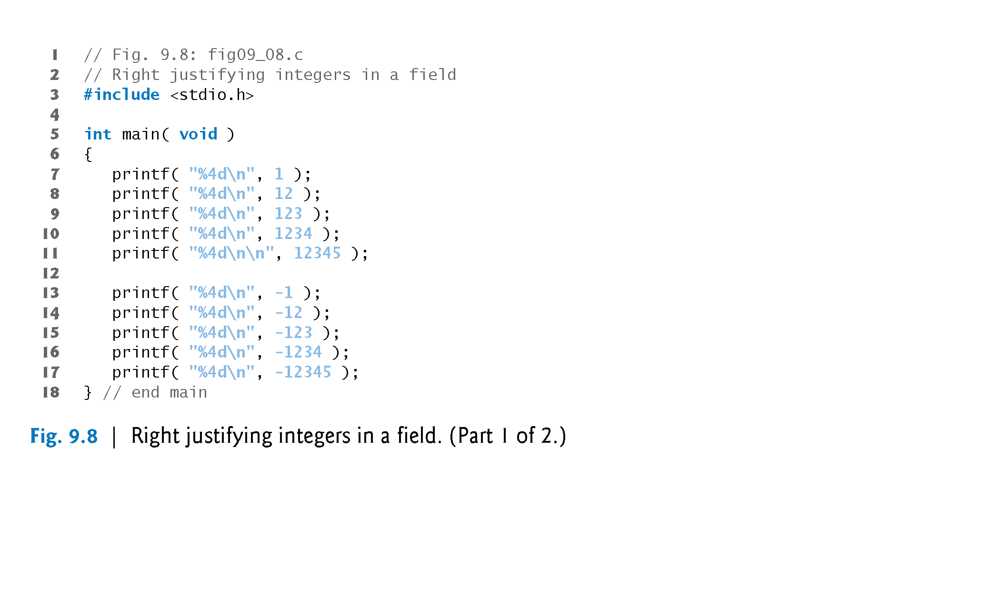 1 // Fig. 9.8: fig09_08.c
2 // Right justifying integers in a field
3 #include <stdio.h>
4
5 int main( void )
6 {
7    printf( "%4d\n", 1 );
8    printf( "%4d\n", 12 );
9    printf( "%4d\n", 123 );
10    printf( "%4d\n", 1234 );
11    printf( "%4d\n\n", 12345 );
12
13    printf( "%4d\n", -1 );
14    printf( "%4d\n", -12 );
15    printf( "%4d\n", -123 );
16    printf( "%4d\n", -1234 );
17    printf( "%4d\n", -12345 );
18 } // end main
Fig. 9.8 | Right justifying integers in a field. (Part 1 of 2.)